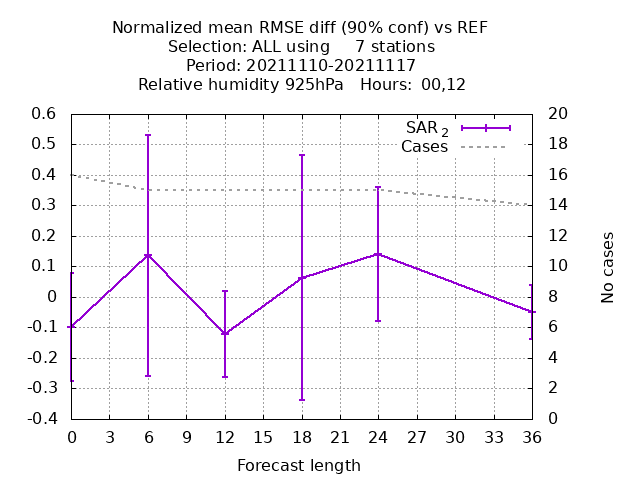 Normalized mean RMSE diff (90% conf) vs REF
Selection: ALL using     7 stations
Period: 20211110-20211117
Relative humidity 925hPa   Hours: 00,12
SAR 2
Cases
0.6
0.5
0.4
0.3
0.2
0.1
0
-0.1
-0.2
-0.3
-0.4
20
18
16
14
12
10
8
6
4
2
0
No cases
0 3 6 9 12 15 18 21 24 27 30 33 36
Forecast length